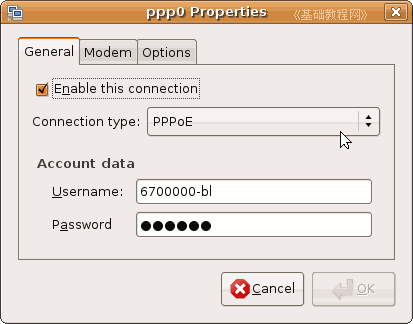 ppp0 Properties
《基础教程网》
General
Modem
Options
Enable this connection
Connection type:
PPPoE
Account data
Username:
6700000-bl
Password
●●●●●●
Cancel
OK